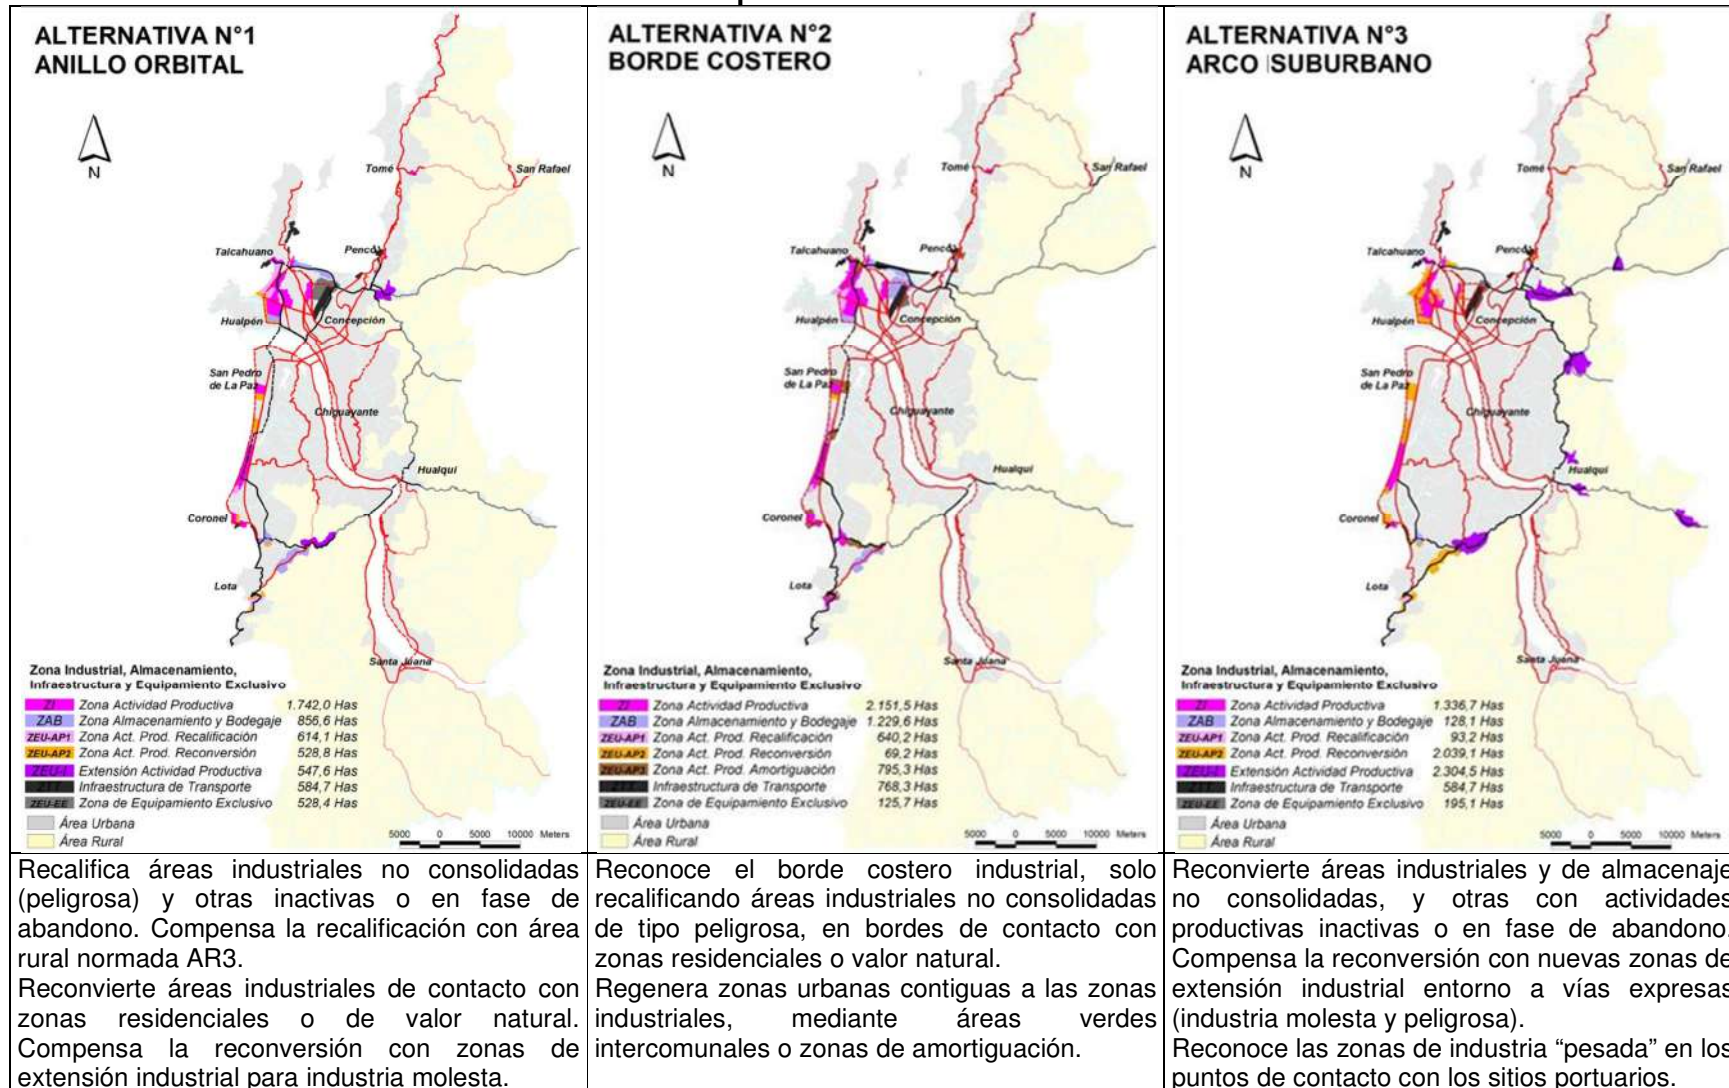 ALTERNATIVA N°1
ANILLO ORBITAL
N
Tomé
San Rafael
Talcahuano
Penco
Hualpén
Concepción
San Pedro
de La Paz
Chiguayante
Hualqui
Coronel
Lota
Santa Juana
Zona Industrial, Almacenamiento,
Infraestructura y Equipamiento Exclusivo
ZI Zona Actividad Productiva 1.742,0 Has
ZAB Zona Almacenamiento y Bodegaje 856,6 Has
ZEU-AP1 Zona Act. Prod. Recalificación 614,1 Has
ZEU-AP2 Zona Act. Prod. Reconversión 528,8 Has
ZEU-I Extensión Actividad Productiva 547,6 Has
Infraestructura de Transporte 584,7 Has
ZEU-EE Zona de Equipamiento Exclusivo 528,4 Has
Área Urbana
Área Rural
5000 0 5000 10000 Meters
Recalifica áreas industriales no consolidadas
(peligrosa) y otras inactivas o en fase de
abandono. Compensa la recalificación con área
rural normada AR3.
Reconvierte áreas industriales de contacto con
zonas residenciales o de valor natural.
Compensa la reconversión con zonas de
extensión industrial para industria molesta.
ALTERNATIVA N°2
BORDE COSTERO
N
Tomé
San Rafael
Talcahuano
Penco
Hualpén
Concepción
San Pedro
de La Paz
Chiguayante
Hualqui
Coronel
Lota
Santa Juana
Zona Industrial, Almacenamiento,
Infraestructura y Equipamiento Exclusivo
ZI Zona Actividad Productiva 2.151,5 Has
ZAB Zona Almacenamiento y Bodegaje 1.229,6 Has
ZEU-AP1 Zona Act. Prod. Recalificación 640,2 Has
ZEU-AP2 Zona Act. Prod. Reconversión 69,2 Has
ZEU-AP3 Zona Act. Prod. Amortiguación 795,3 Has
Infraestructura de Transporte 768,3 Has
ZEU-EE Zona de Equipamiento Exclusivo 125,7 Has
Área Urbana
Área Rural
5000 0 5000 10000 Meters
Reconoce el borde costero industrial, solo
recalificando áreas industriales no consolidadas
de tipo peligrosa, en bordes de contacto con
zonas residenciales o valor natural.
Regenera zonas urbanas contiguas a las zonas
industriales, mediante áreas verdes
intercomunales o zonas de amortiguación.
ALTERNATIVA N°3
ARCO SUBURBANO
N
Tomé
San Rafael
Talcahuano
Penco
Hualpén
Concepción
San Pedro
de La Paz
Chiguayante
Hualqui
Coronel
Lota
Santa Juana
Zona Industrial, Almacenamiento,
Infraestructura y Equipamiento Exclusivo
ZI Zona Actividad Productiva 1.336,7 Has
ZAB Zona Almacenamiento y Bodegaje 128,1 Has
ZEU-AP1 Zona Act. Prod. Recalificación 93,2 Has
ZEU-AP2 Zona Act. Prod. Reconversión 2.039,1 Has
ZEU-I Extensión Actividad Productiva 2.304,5 Has
Infraestructura de Transporte 584,7 Has
ZEU-EE Zona de Equipamiento Exclusivo 195,1 Has
Área Urbana
Área Rural
5000 0 5000 10000 Meters
Reconvierte áreas industriales y de almacenaje
no consolidadas, y otras con actividades
productivas inactivas o en fase de abandono.
Compensa la reconversión con nuevas zonas de
extensión industrial entorno a vías expresas
(industria molesta y peligrosa).
Reconoce las zonas de industria “pesada” en los
puntos de contacto con los sitios portuarios.